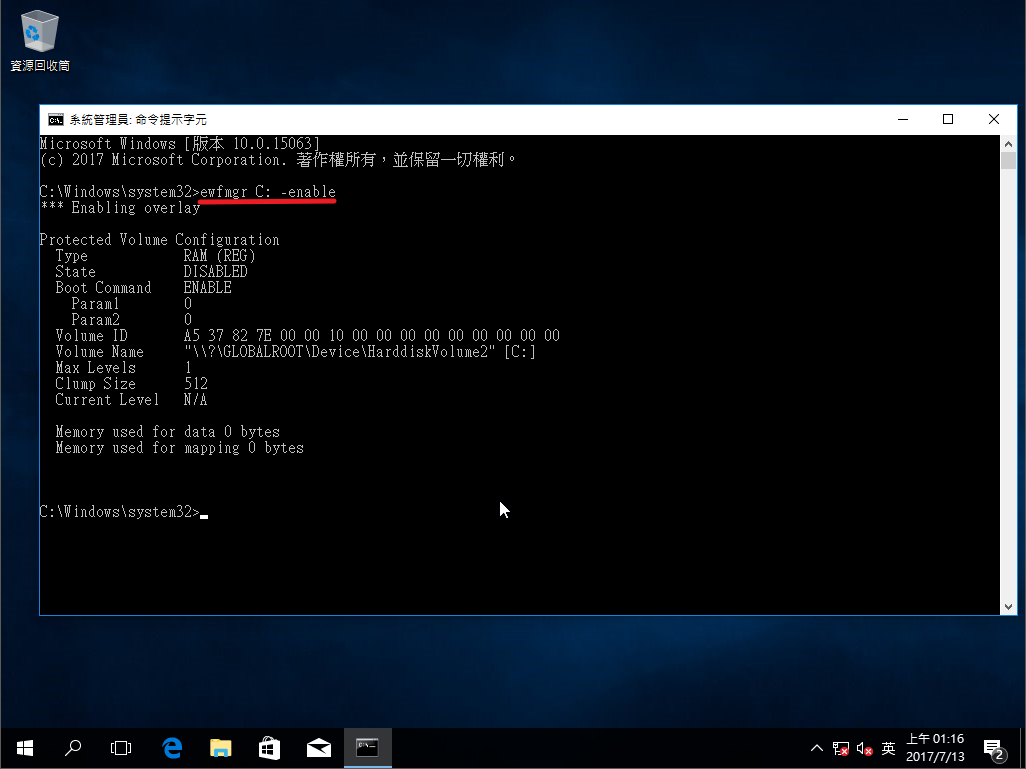 資源回收筒
系統管理員: 命令提示字元
Microsoft Windows [版本 10.0.15063]
(c) 2017 Microsoft Corporation. 著作權所有，並保留一切權利。
C:\Windows\system32>ewfmgr C: -enable
*** Enabling overlay
Protected Volume Configuration
Type RAM (REG)
State DISABLED
Boot Command ENABLE
Param1 0
Param2 0
Volume ID A5 37 82 7E 00 00 10 00 00 00 00 00 00 00 00 00
Volume Name "\\?\GLOBALROOT\Device\HarddiskVolume2" [C:]
Max Levels 1
Clump Size 512
Current Level N/A
Memory used for data 0 bytes
Memory used for mapping 0 bytes
C:\Windows\system32>
英
上午 01:16
2017/7/13
2